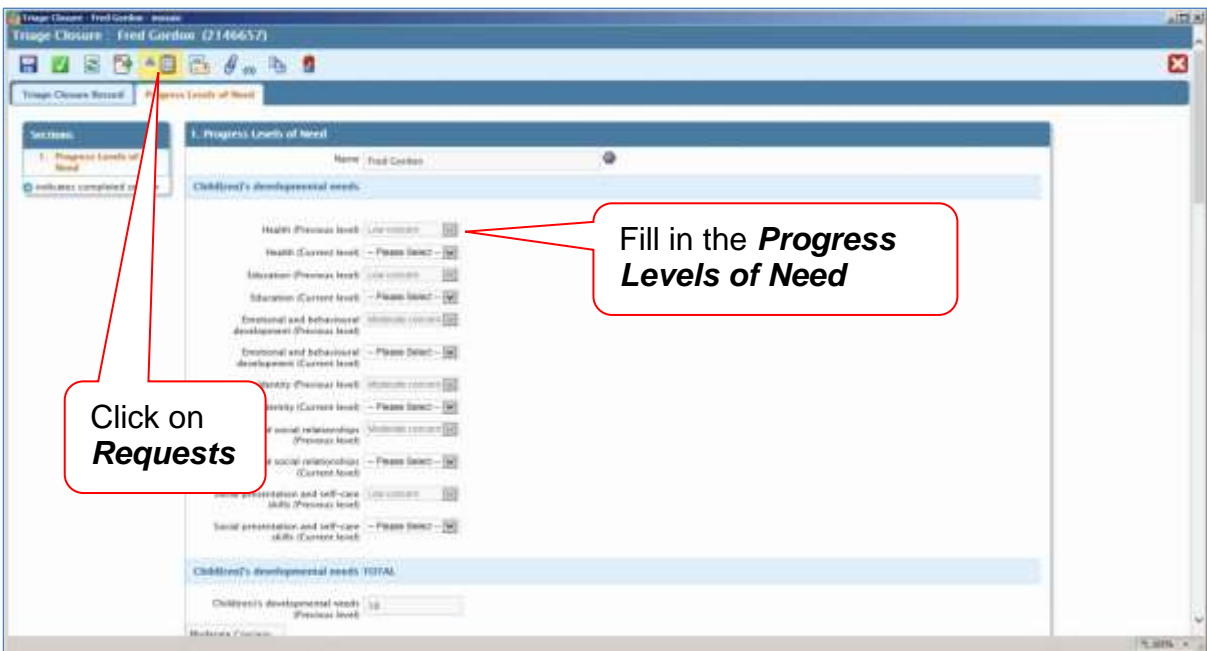 Triage Closure - Fred Gordon - mosaic
Triage Closure - Fred Gordon (2146657)
Triage Closure Record
Progress Levels of Need
Sections
1. Progress Levels of Need
indicates completed
1. Progress Levels of Need
Name Fred Gordon
Child(ren)'s developmental needs
Health (Previous level) Low concern
Health (Current level) -- Please Select --
Education (Previous level) Low concern
Education (Current level) -- Please Select --
Emotional and behavioural development (Previous level) Moderate concern
Emotional and behavioural development (Current level) -- Please Select --
Identity (Previous level) Moderate concern
Identity (Current level) -- Please Select --
social relationships (Previous level) Moderate concern
social relationships (Current level) -- Please Select --
Social presentation and self-care skills (Previous level) Low concern
Social presentation and self-care skills (Current level) -- Please Select --
Child(ren)'s developmental needs TOTAL
Child(ren)'s developmental needs (Previous level)
Moderate Concern
Fill in the Progress
Levels of Need
Click on
Requests